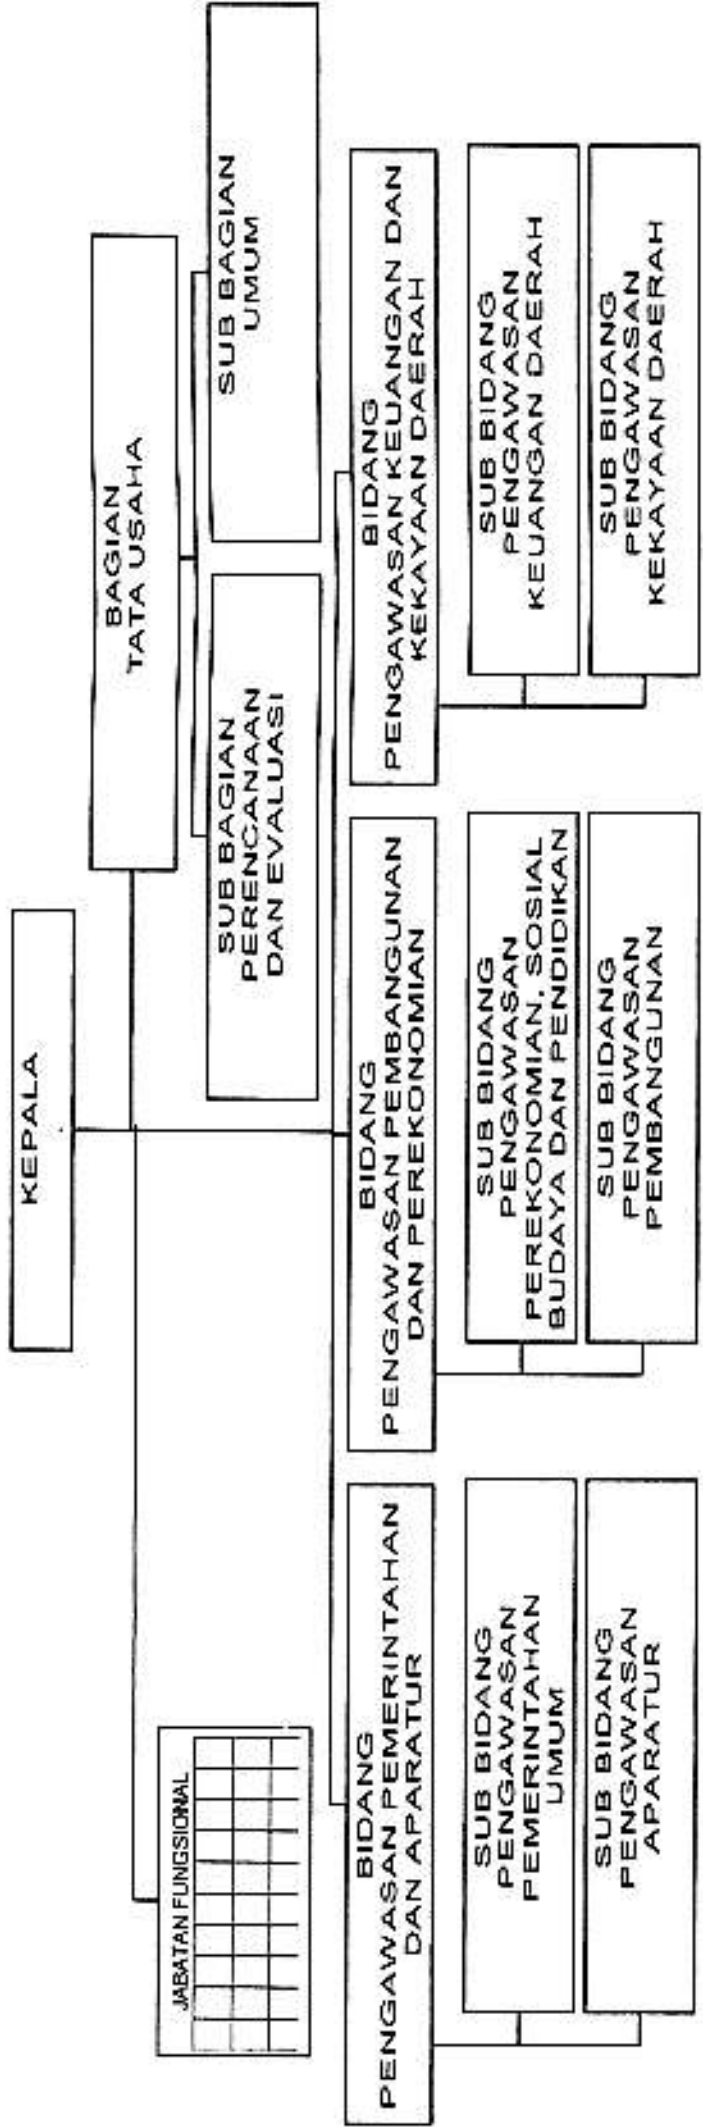 KEPALA
BAGIAN
TATA USAHA
JABATAN FUNGSIONAL
SUB BAGIAN
PERENCANAAN
DAN EVALUASI
SUB BAGIAN
UMUM
BIDANG
PENGAWASAN PEMERINTAHAN
DAN APARATUR
BIDANG
PENGAWASAN PEMBANGUNAN
DAN PEREKONOMIAN
BIDANG
PENGAWASAN KEUANGAN DAN
KEKAYAAN DAERAH
SUB BIDANG
PENGAWASAN
PEMERINTAHAN
UMUM
SUB BIDANG
PENGAWASAN
PEREKONOMIAN, SOSIAL
BUDAYA DAN PENDIDIKAN
SUB BIDANG
PENGAWASAN
KEUANGAN DAERAH
SUB BIDANG
PENGAWASAN
APARATUR
SUB BIDANG
PENGAWASAN
PEMBANGUNAN
SUB BIDANG
PENGAWASAN
KEKAYAAN DAERAH